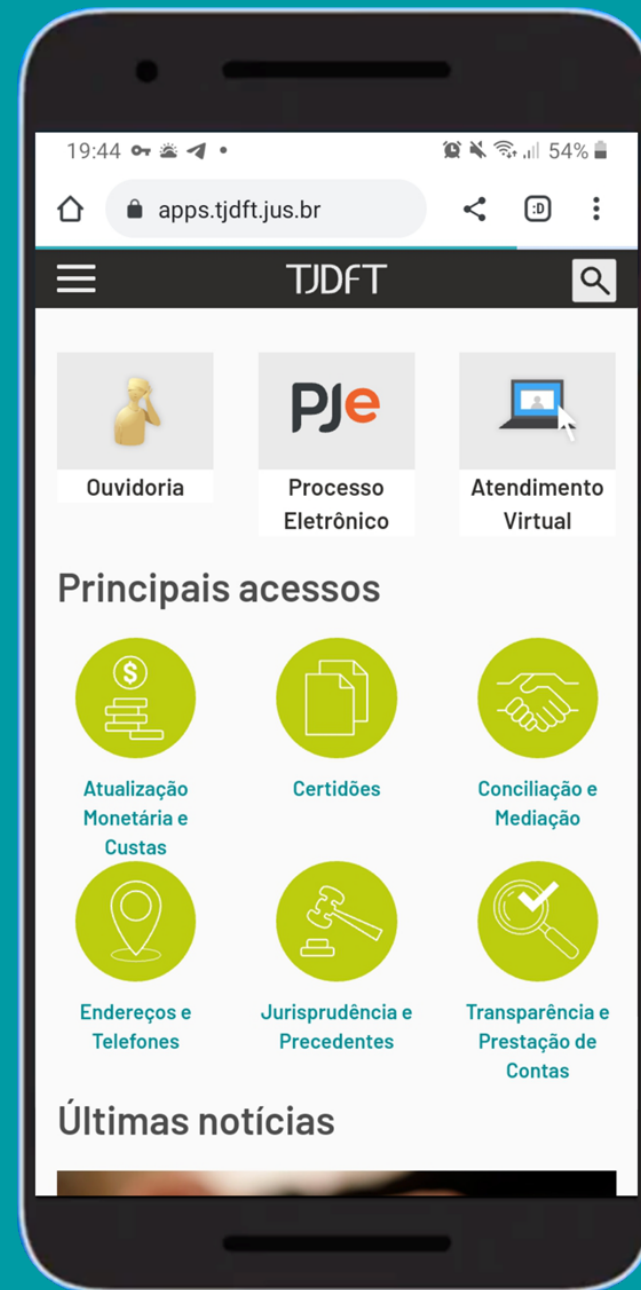 19:44
54%
apps.tjdft.jus.br
:D
TJDFT
PJe
Ouvidoria
Processo
Eletrônico
Atendimento
Virtual
Principais acessos
$
Atualização
Monetária e
Custas
Certidões
Conciliação e
Mediação
Endereços e
Telefones
Jurisprudência e
Precedentes
Transparência e
Prestação de
Contas
Últimas notícias